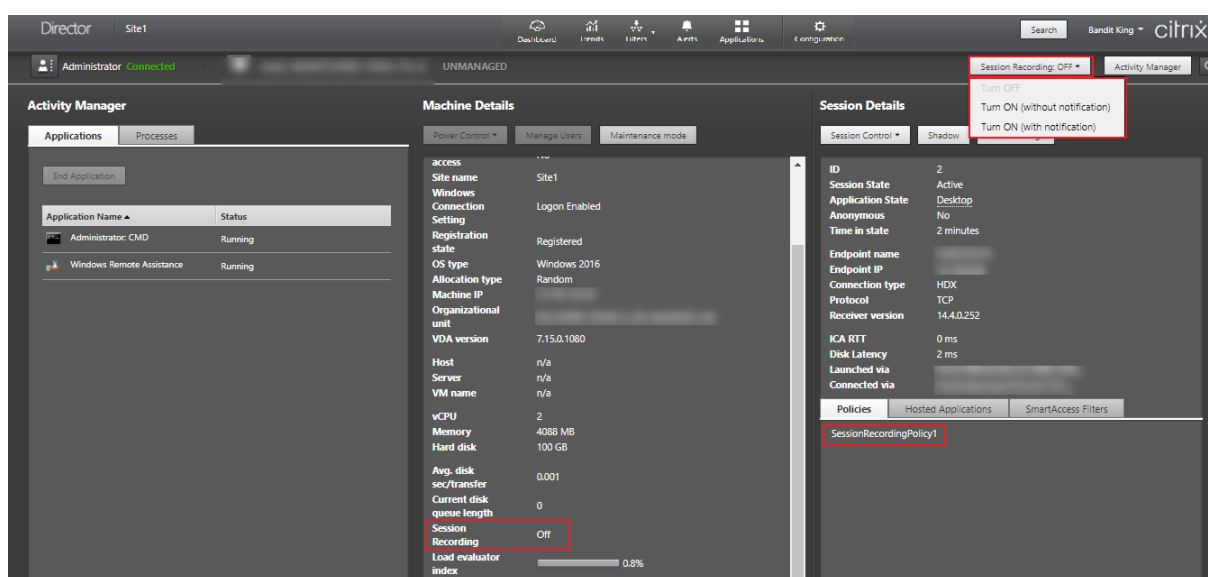 Director Site1
Dashboard Trends Filters Alerts Applications Configuration
Search Bandit King citrix
Administrator Connected UNMANAGED
Session Recording: OFF Activity Manager
Turn OFF
Turn ON (without notification)
Turn ON (with notification)
Activity Manager
Applications Processes
End Application
Application Name Status
Administrator: CMD Running
Windows Remote Assistance Running
Machine Details
Power Control Manage Users Maintenance mode
access No
Site name Site1
Windows
Connection Logon Enabled
Setting
Registration
state Registered
OS type Windows 2016
Allocation type Random
Machine IP
Organizational
unit
VDA version 7.15.0.1080
Host n/a
Server n/a
VM name n/a
vCPU 2
Memory 4088 MB
Hard disk 100 GB
Avg. disk
sec/transfer 0.001
Current disk
queue length 0
Session
Recording Off
Load evaluator
index 0.8%
Session Details
Session Control Shadow
ID 2
Session State Active
Application State Desktop
Anonymous No
Time in state 2 minutes
Endpoint name
Endpoint IP
Connection type HDX
Protocol TCP
Receiver version 14.4.0.252
ICA RTT 0 ms
Disk Latency 2 ms
Launched via
Connected via
Policies Hosted Applications SmartAccess Filters
SessionRecordingPolicy1